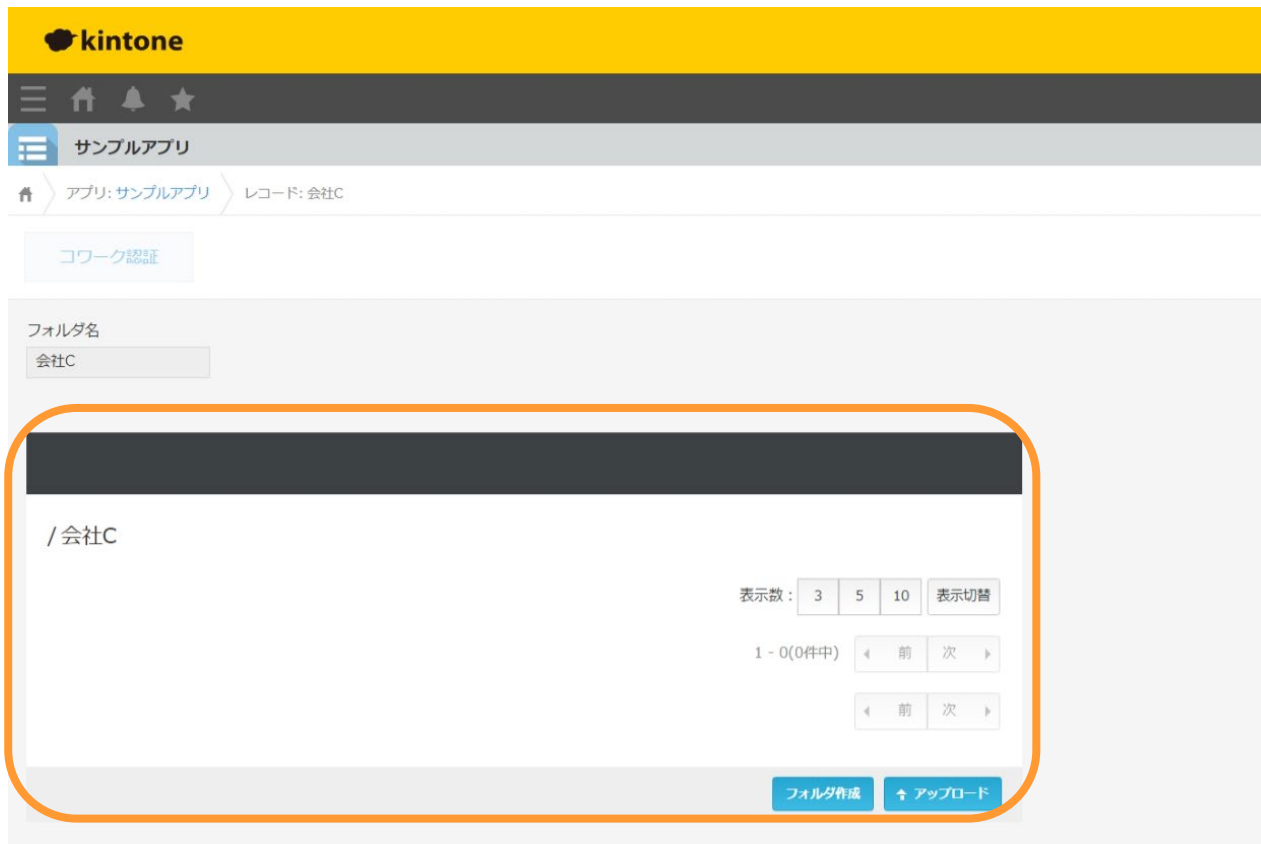 kintone
サンプルアプリ
アプリ: サンプルアプリ レコード: 会社C
コワーク認証
フォルダ名
会社C
/ 会社C
表示数 : 3 5 10 表示切替
1 - 0(0件中) 前 次
前 次
フォルダ作成 アップロード